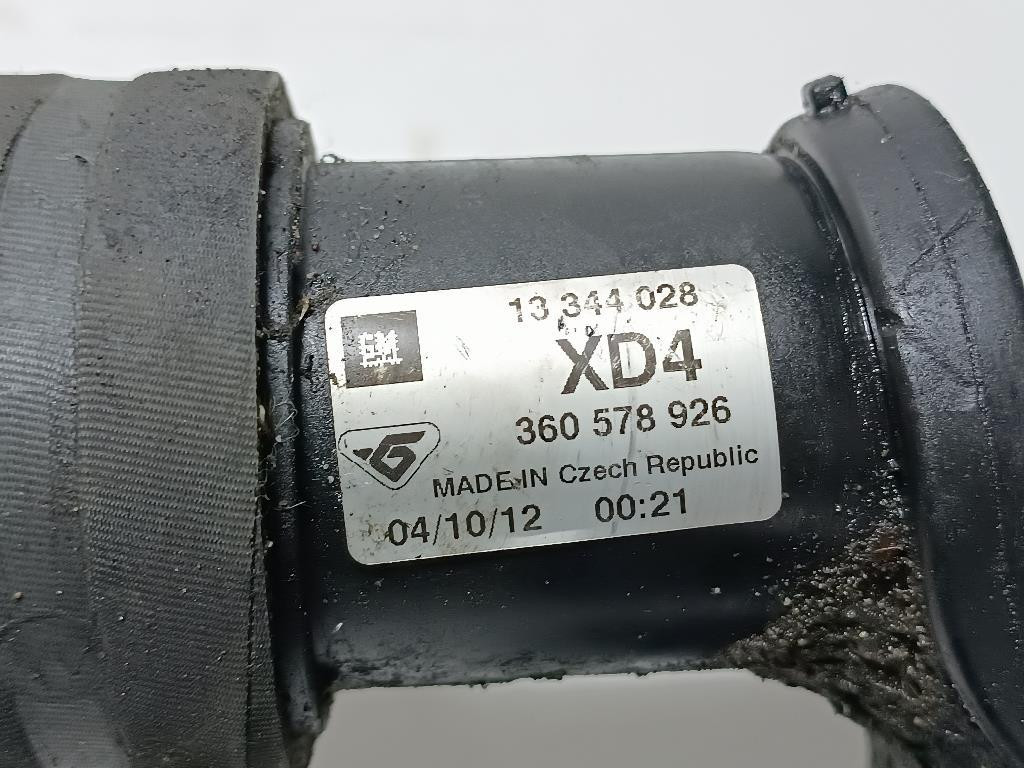 13 344 028
GM
XD4
360 578 926
G
MADE IN Czech Republic
04/10/12 00:21